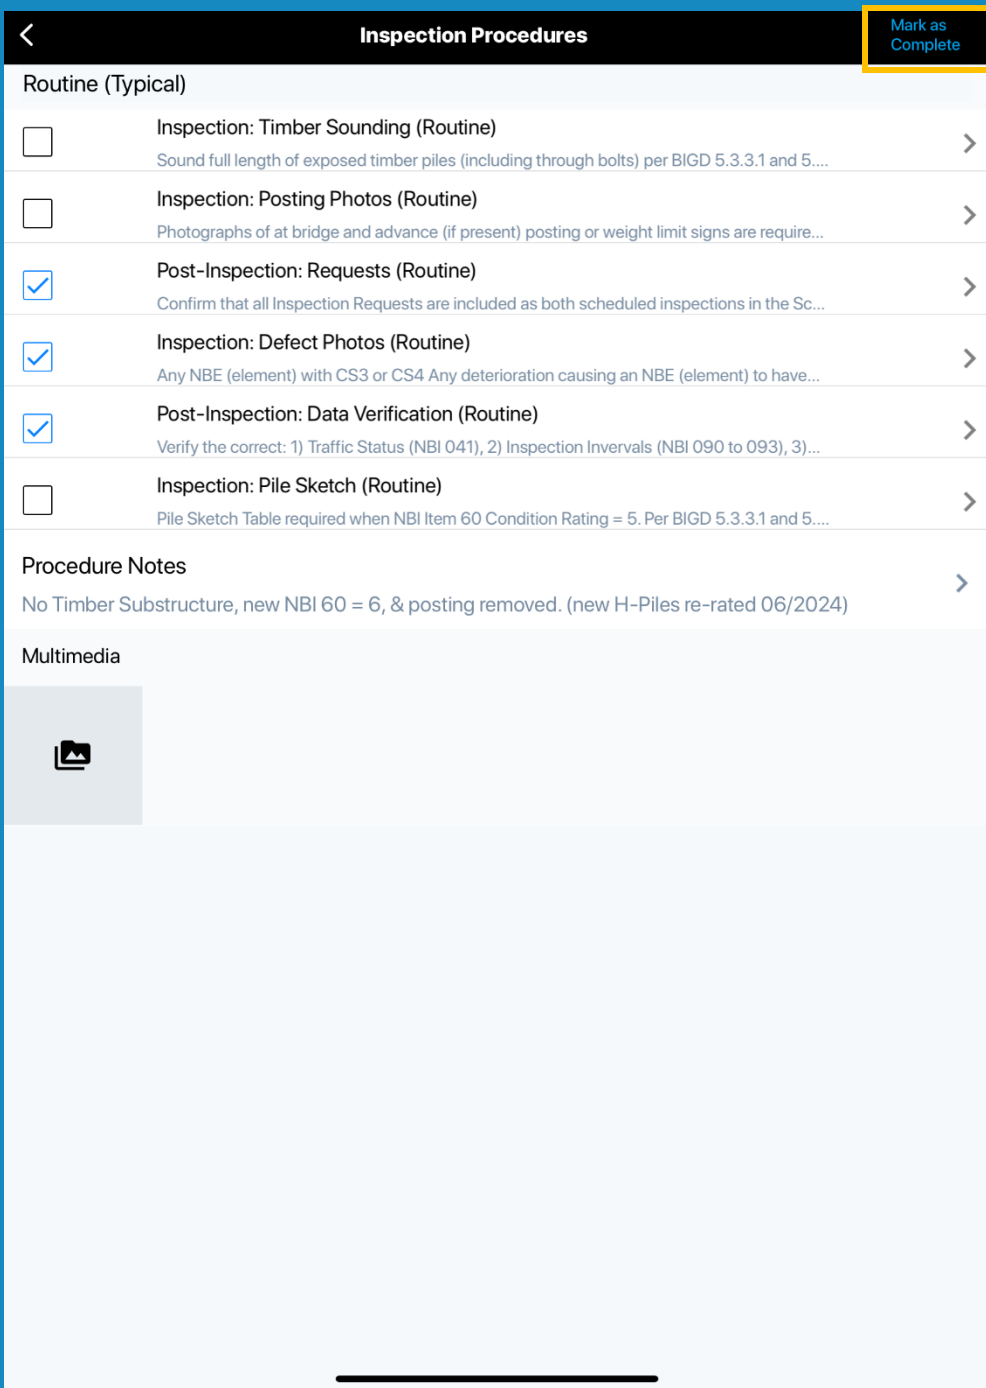 Inspection Procedures
Mark as
Complete
Routine (Typical)
Inspection: Timber Sounding (Routine)
Sound full length of exposed timber piles (including through bolts) per BIGD 5.3.3.1 and 5....
Inspection: Posting Photos (Routine)
Photographs of at bridge and advance (if present) posting or weight limit signs are require...
Post-Inspection: Requests (Routine)
Confirm that all Inspection Requests are included as both scheduled inspections in the Sc...
Inspection: Defect Photos (Routine)
Any NBE (element) with CS3 or CS4 Any deterioration causing an NBE (element) to have...
Post-Inspection: Data Verification (Routine)
Verify the correct: 1) Traffic Status (NBI 041), 2) Inspection Invervals (NBI 090 to 093), 3)...
Inspection: Pile Sketch (Routine)
Pile Sketch Table required when NBI Item 60 Condition Rating = 5. Per BIGD 5.3.3.1 and 5....
Procedure Notes
No Timber Substructure, new NBI 60 = 6, & posting removed. (new H-Piles re-rated 06/2024)
Multimedia